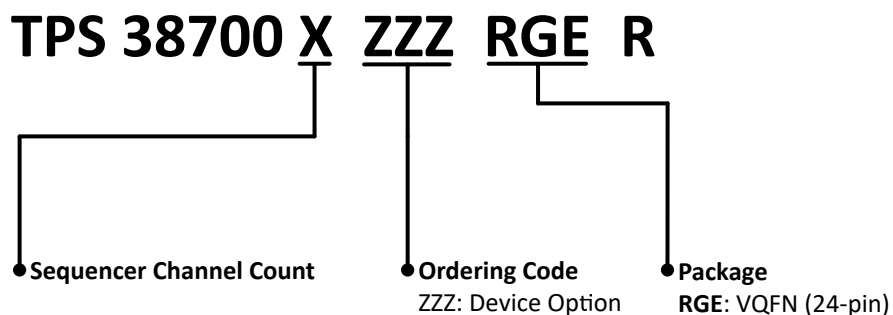 TPS 38700 X ZZZ RGE R
Sequencer Channel Count
Ordering Code
ZZZ: Device Option
Package
RGE: VQFN (24-pin)